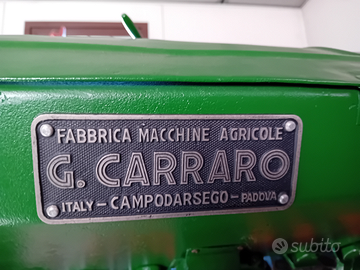 FABBRICA MACCHINE AGRICOLE
G. CARRARO
ITALY - CAMPODARSEGO - PADOVA
subito